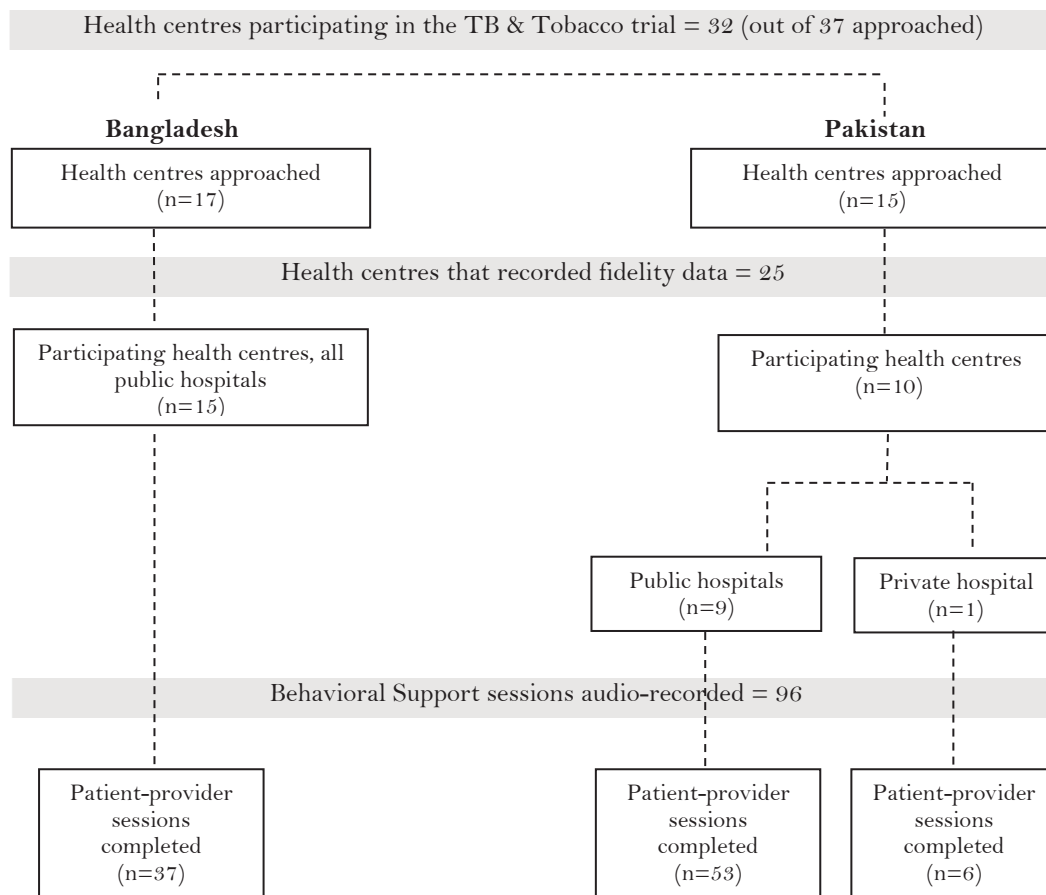 Health centres participating in the TB & Tobacco trial = 32 (out of 37 approached)
Bangladesh
Pakistan
Health centres approached
(n=17)
Health centres approached
(n=15)
Health centres that recorded fidelity data = 25
Participating health centres, all
public hospitals
(n=15)
Participating health centres
(n=10)
Public hospitals
(n=9)
Private hospital
(n=1)
Behavioral Support sessions audio-recorded = 96
Patient-provider
sessions
completed
(n=37)
Patient-provider
sessions
completed
(n=53)
Patient-provider
sessions
completed
(n=6)